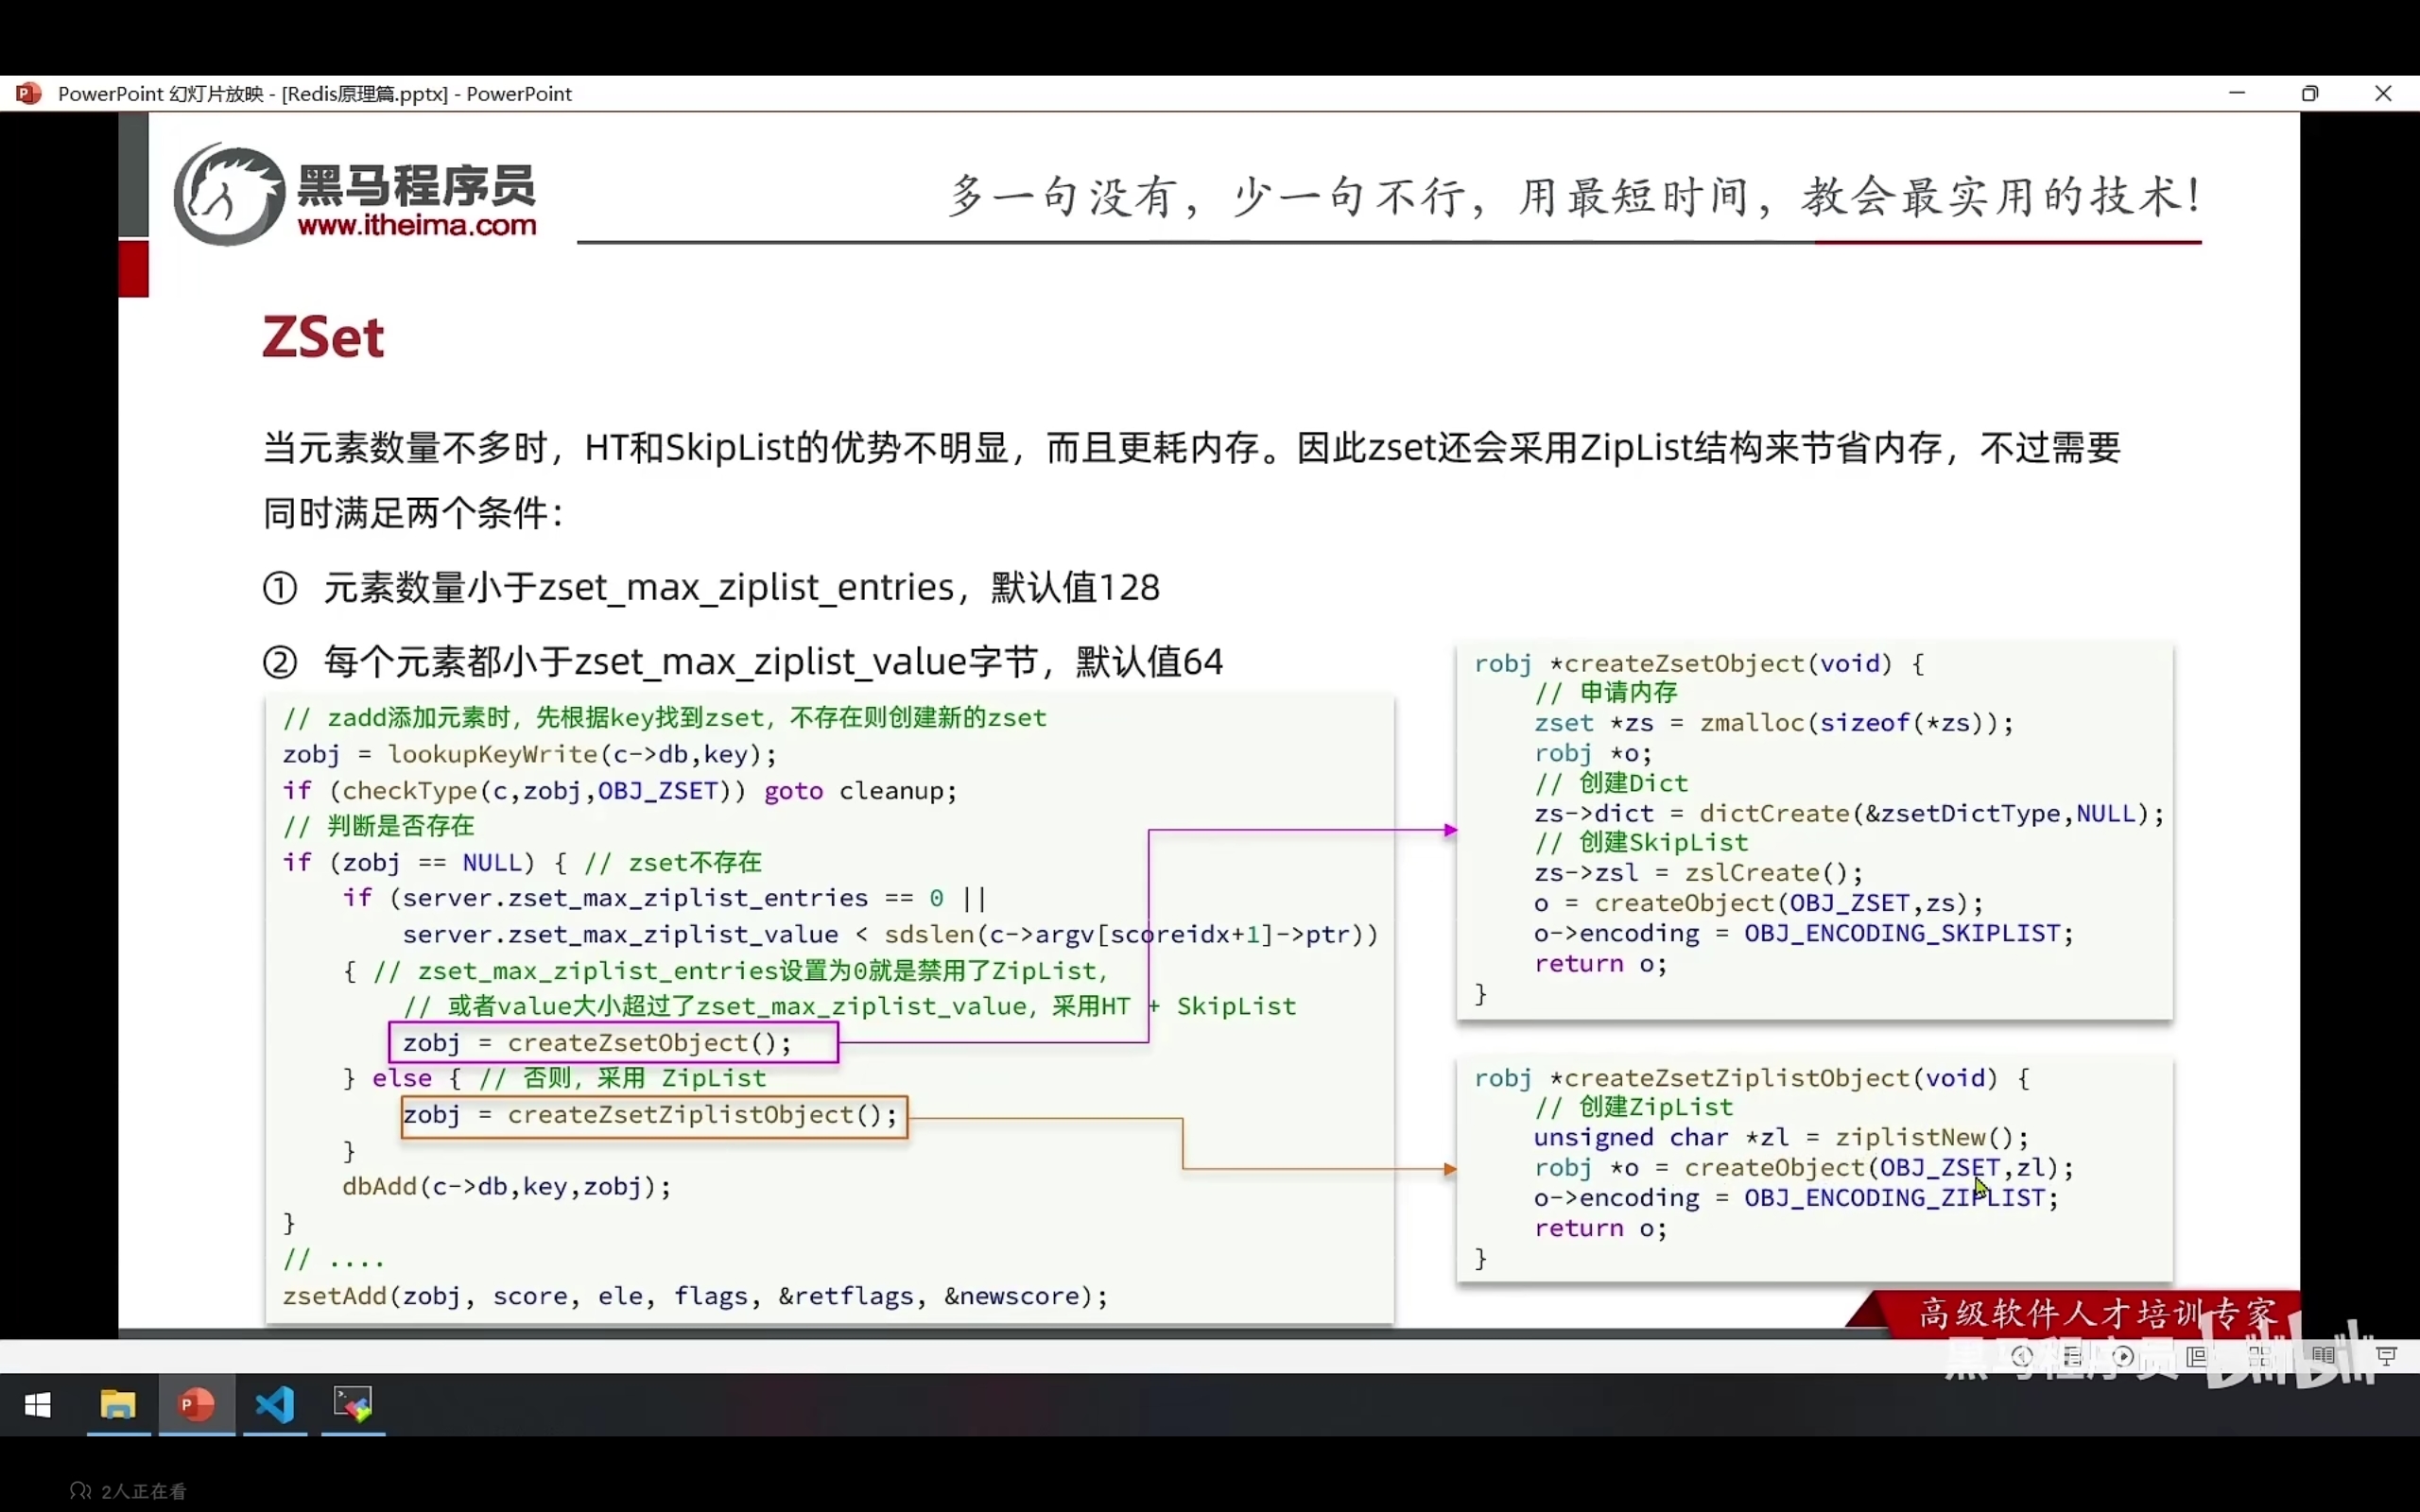 PowerPoint 幻灯片放映 - [Redis原理篇.pptx] - PowerPoint
黑马程序员
www.itheima.com
多一句没有，少一句不行，用最短时间，教会最实用的技术！
ZSet
当元素数量不多时，HT和SkipList的优势不明显，而且更耗内存。因此zset还会采用ZipList结构来节省内存，不过需要
同时满足两个条件：
① 元素数量小于zset_max_ziplist_entries，默认值128
② 每个元素都小于zset_max_ziplist_value字节，默认值64
// zadd添加元素时，先根据key找到zset，不存在则创建新的zset
zobj = lookupKeyWrite(c->db,key);
if (checkType(c,zobj,OBJ_ZSET)) goto cleanup;
// 判断是否存在
if (zobj == NULL) { // zset不存在
    if (server.zset_max_ziplist_entries == 0 ||
        server.zset_max_ziplist_value < sdslen(c->argv[scoreidx+1]->ptr))
    { // zset_max_ziplist_entries设置为0就是禁用了ZipList，
        // 或者value大小超过了zset_max_ziplist_value，采用HT + SkipList
        zobj = createZsetObject();
    } else { // 否则，采用 ZipList
        zobj = createZsetZiplistObject();
    }
    dbAdd(c->db,key,zobj);
}
// ....
zsetAdd(zobj, score, ele, flags, &retflags, &newscore);
robj *createZsetObject(void) {
    // 申请内存
    zset *zs = zmalloc(sizeof(*zs));
    robj *o;
    // 创建Dict
    zs->dict = dictCreate(&zsetDictType,NULL);
    // 创建SkipList
    zs->zsl = zslCreate();
    o = createObject(OBJ_ZSET,zs);
    o->encoding = OBJ_ENCODING_SKIPLIST;
    return o;
}
robj *createZsetZiplistObject(void) {
    // 创建ZipList
    unsigned char *zl = ziplistNew();
    robj *o = createObject(OBJ_ZSET,zl);
    o->encoding = OBJ_ENCODING_ZIPLIST;
    return o;
}
高级软件人才培训专家
黑马程序员 bilibili
2人正在看